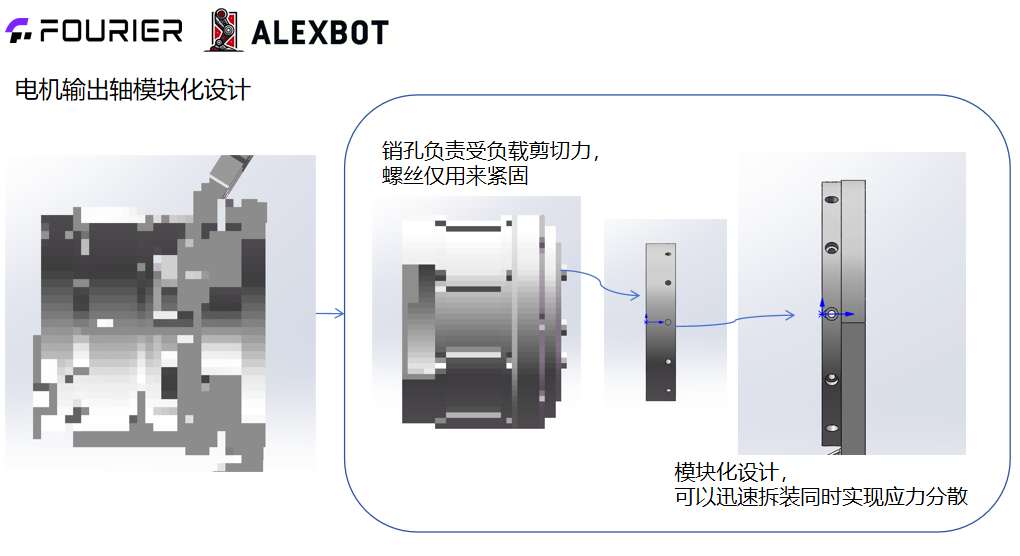 FOURIER ALEXBOT
电机输出轴模块化设计
销孔负责受负载剪切力，
螺丝仅用来紧固
模块化设计，
可以迅速拆装同时实现应力分散